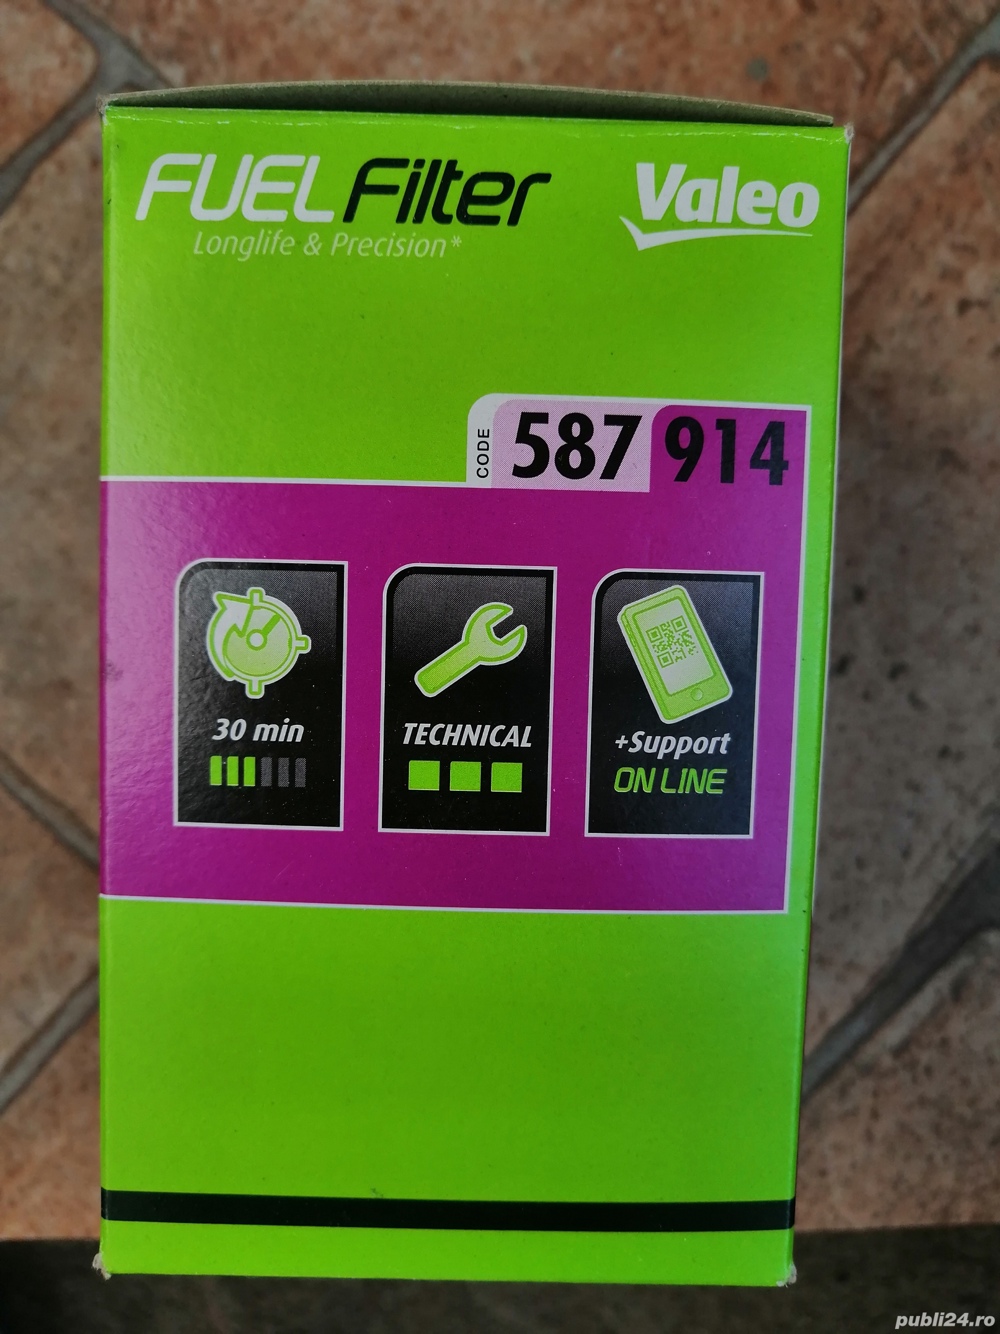 FUEL Filter
Longlife & Precision*
Valeo
CODE 587 914
30 min
TECHNICAL
+Support
ON LINE
publi24.ro